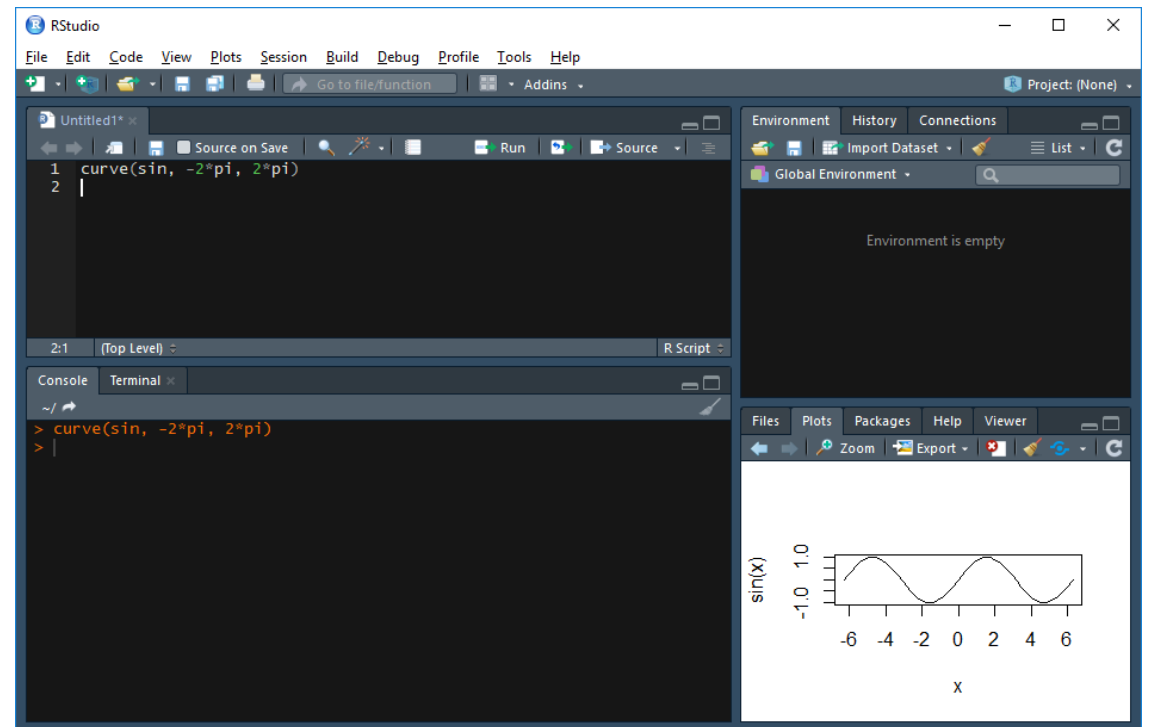 RStudio
File Edit Code View Plots Session Build Debug Profile Tools Help
Go to file/function Addins Project: (None)
Untitled1*
Source on Save Run Source
1 curve(sin, -2*pi, 2*pi)
2
2:1 (Top Level) R Script
Console Terminal
~/
> curve(sin, -2*pi, 2*pi)
>
Environment History Connections
Import Dataset List
Global Environment
Environment is empty
Files Plots Packages Help Viewer
Zoom Export
sin(x)
-1.0 1.0
-6 -4 -2 0 2 4 6
x